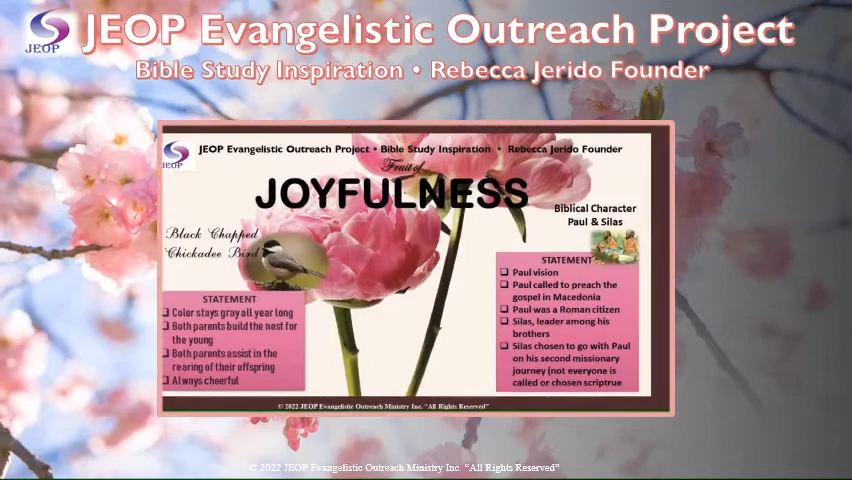 JEOP Evangelistic Outreach Project
JEOP
Bible Study Inspiration • Rebecca Jerido Founder
JEOP Evangelistic Outreach Project • Bible Study Inspiration • Rebecca Jerido Founder
JEOP
Fruit of
JOYFULNESS
Biblical Character
Paul & Silas
Black Chapped
Chickadee Bird
STATEMENT
Color stays gray all year long
Both parents build the nest for
the young
Both parents assist in the
rearing of their offspring
Always cheerful
STATEMENT
Paul vision
Paul called to preach the
gospel in Macedonia
Paul was a Roman citizen
Silas, leader among his
brothers
Silas chosen to go with Paul
on his second missionary
journey (not everyone is
called or chosen scriptrue
© 2022 JEOP Evangelistic Outreach Ministry Inc. “All Rights Reserved”
© 2022 JEOP Evangelistic Outreach Ministry Inc. “All Rights Reserved”